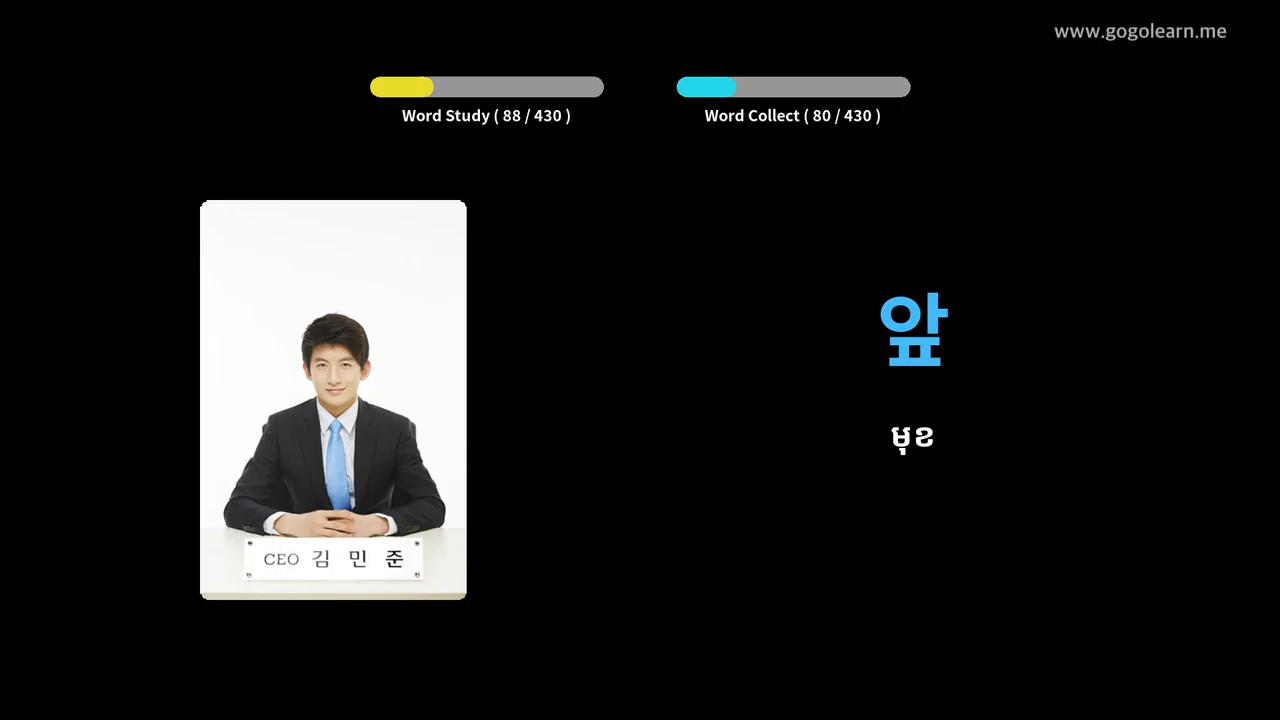 www.gogolearn.me
Word Study ( 88 / 430 )
Word Collect ( 80 / 430 )
앞
មុខ
CEO 김 민 준